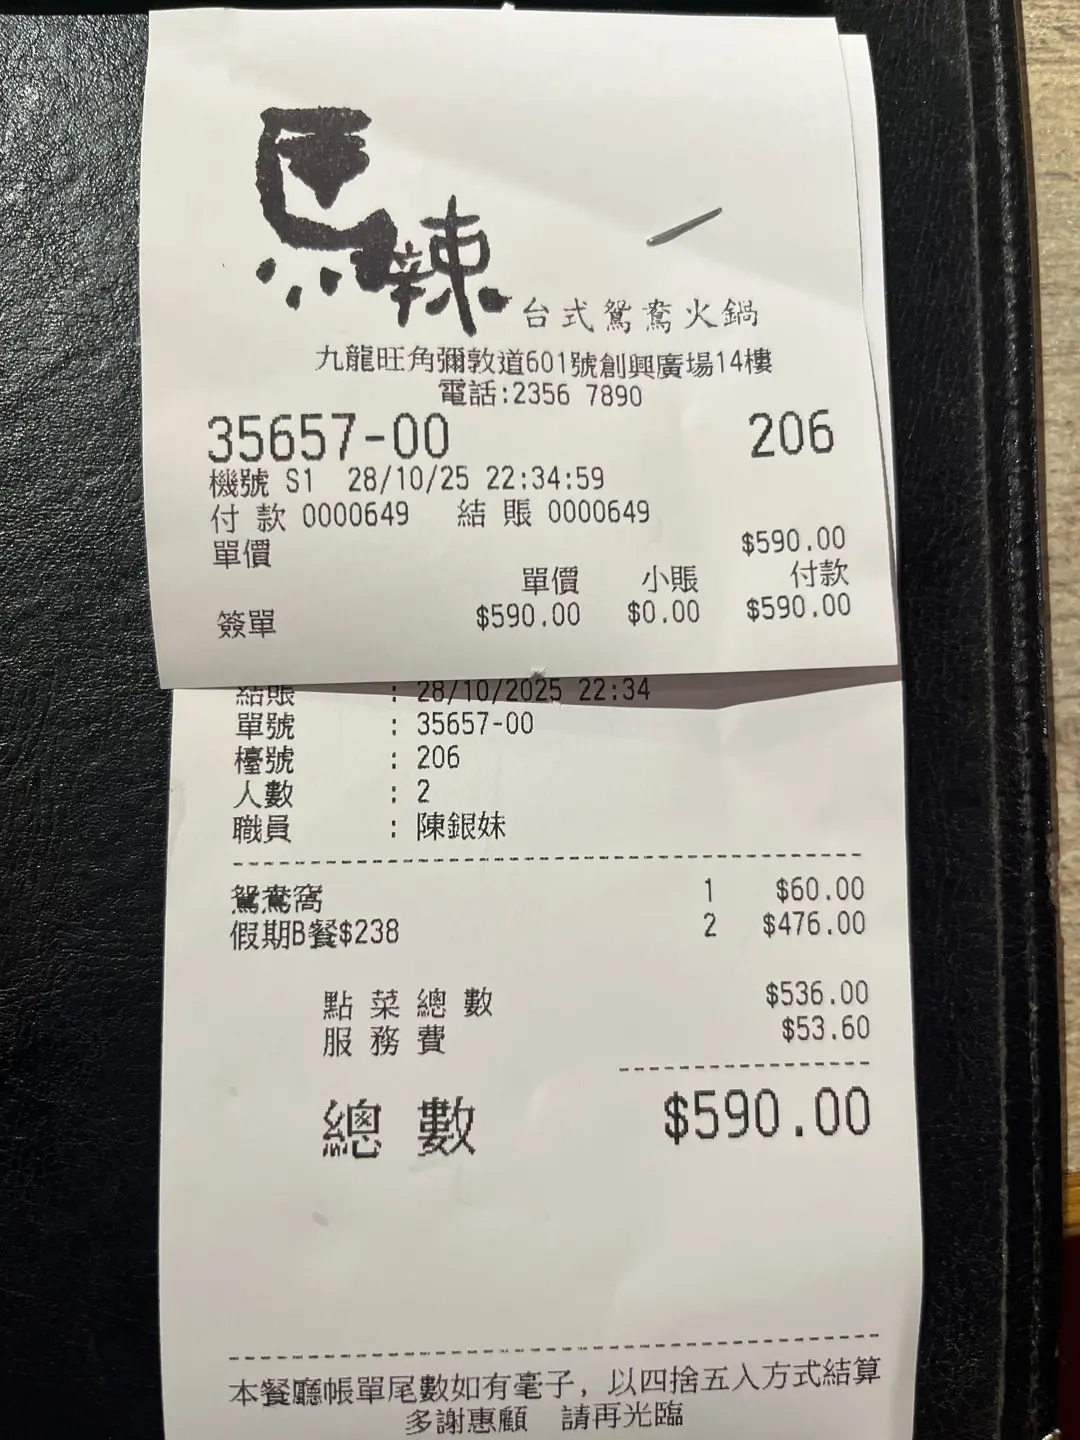 馬辣
台式鴛鴦火鍋
九龍旺角彌敦道601號創興廣場14樓
電話:2356 7890
35657-00 206
機號 S1 28/10/25 22:34:59
付 款 0000649 結 賬 0000649
單價 $590.00
單價 小賬 付款
簽單 $590.00 $0.00 $590.00
結賬 : 28/10/2025 22:34
單號 : 35657-00
檯號 : 206
人數 : 2
職員 : 陳銀妹
鴛鴦窩 1 $60.00
假期B餐$238 2 $476.00
點 菜 總 數 $536.00
服 務 費 $53.60
總 數 $590.00
本餐廳帳單尾數如有毫子, 以四捨五入方式結算
多謝惠顧 請再光臨